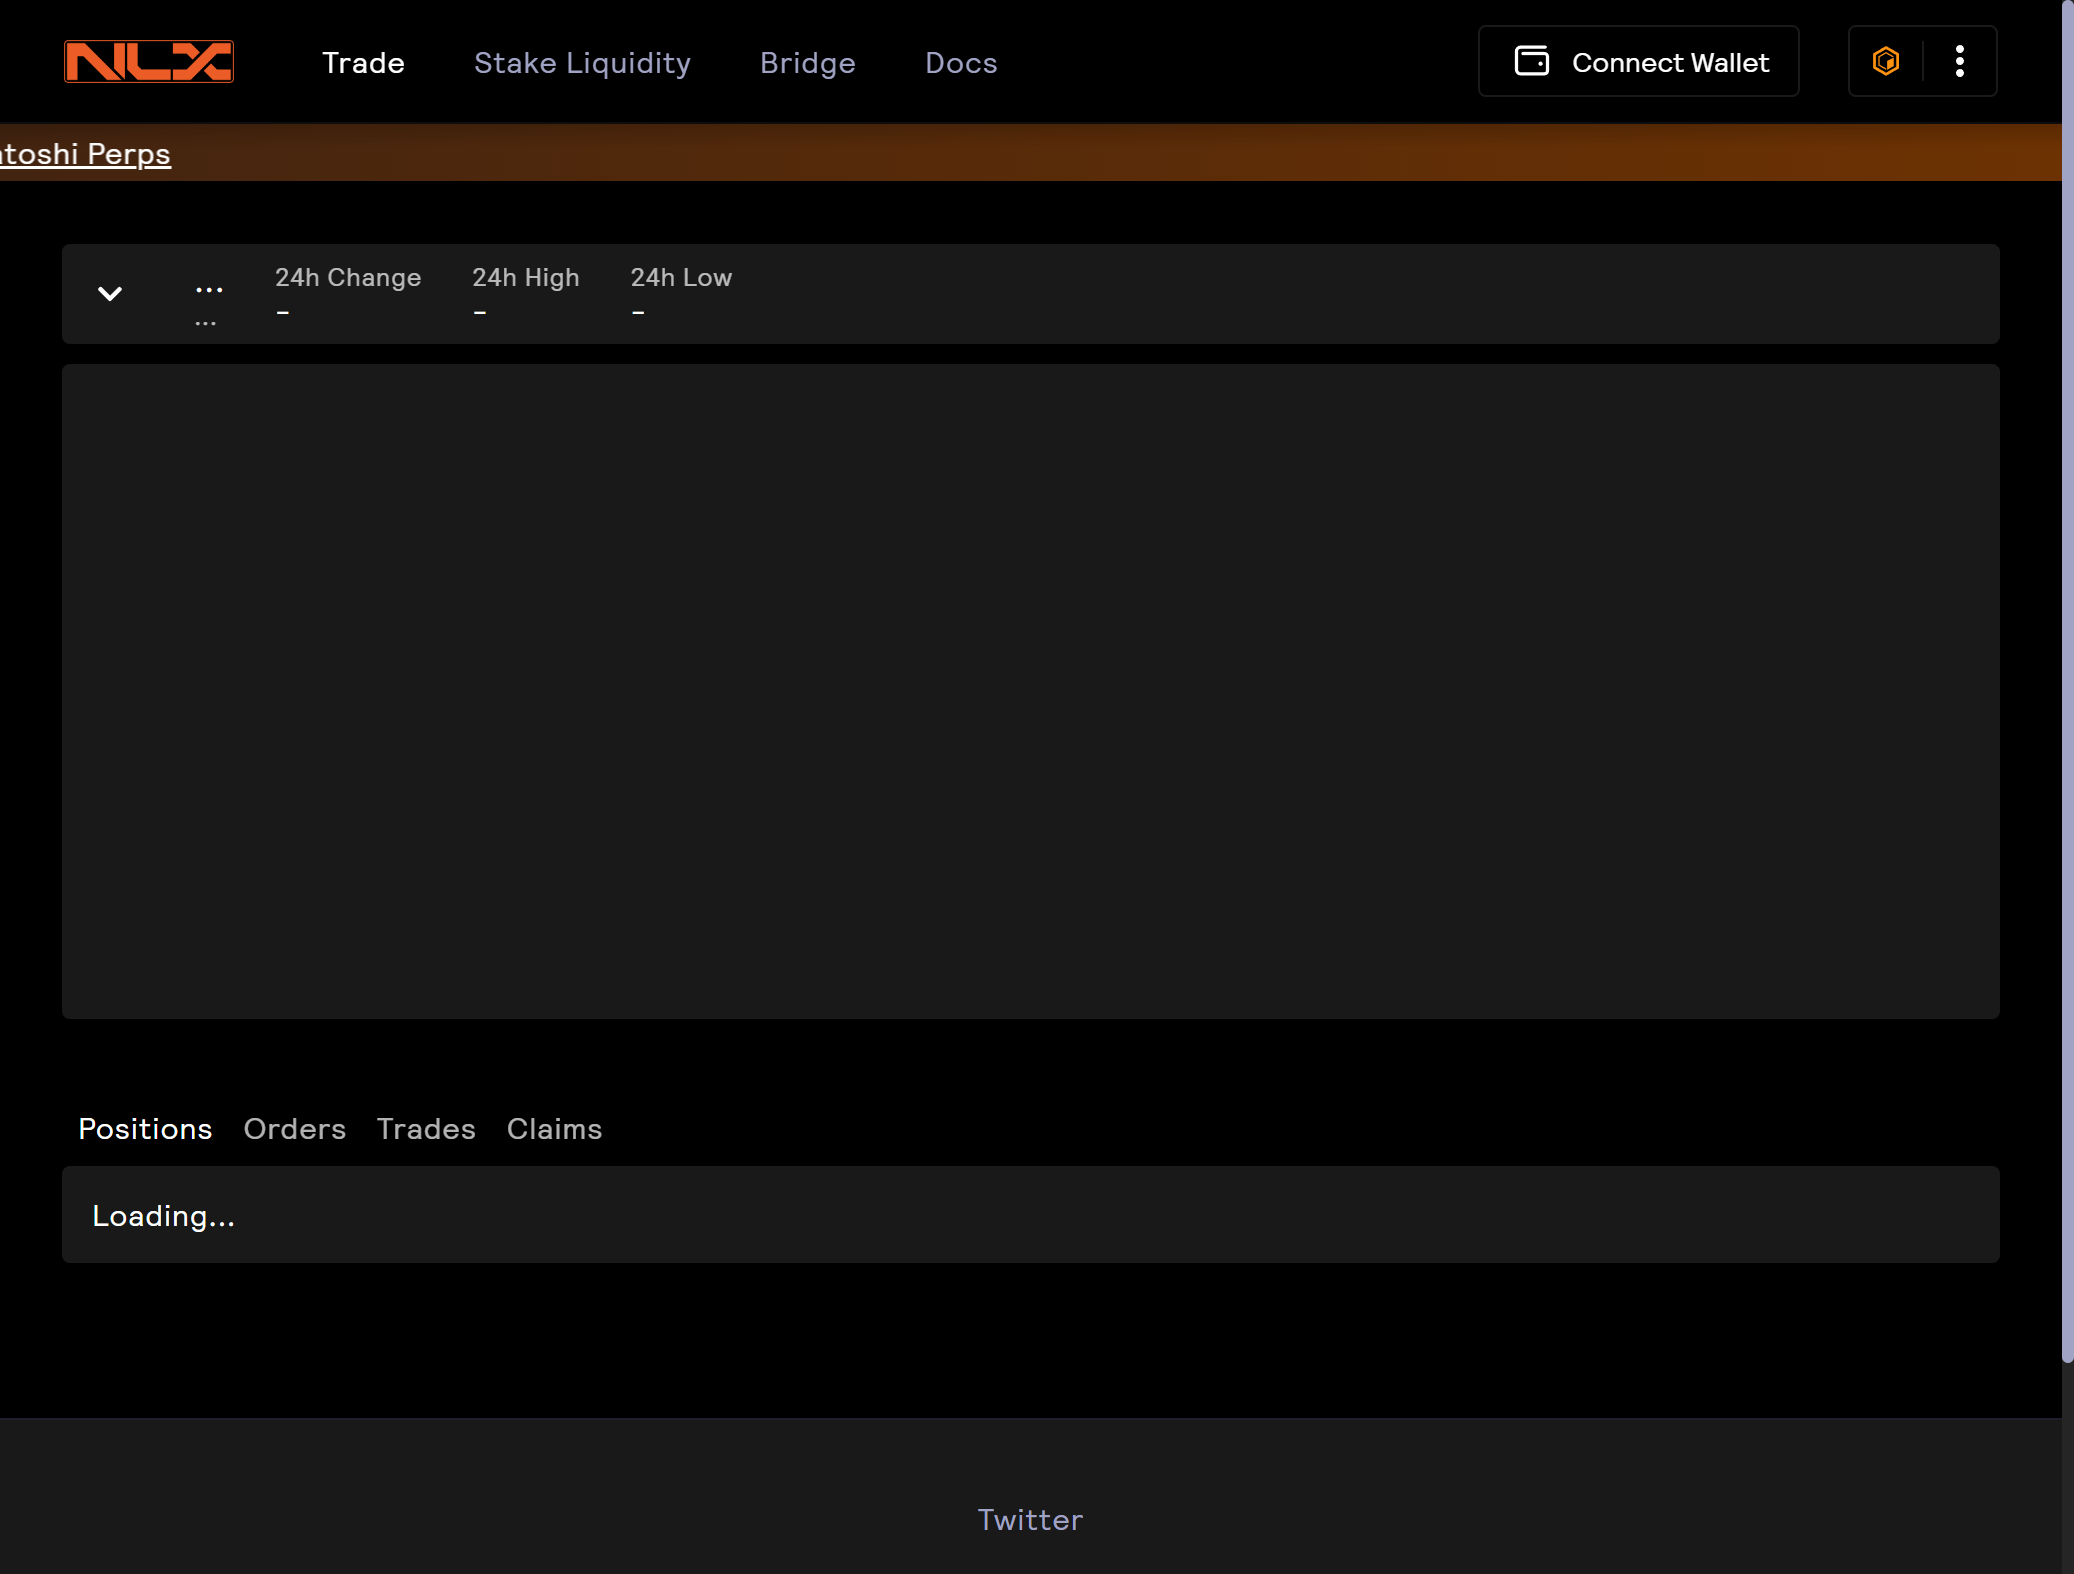 NLX
Trade Stake Liquidity Bridge Docs Connect Wallet
toshi Perps
... 24h Change 24h High 24h Low
... - - -
Positions Orders Trades Claims
Loading...
Twitter